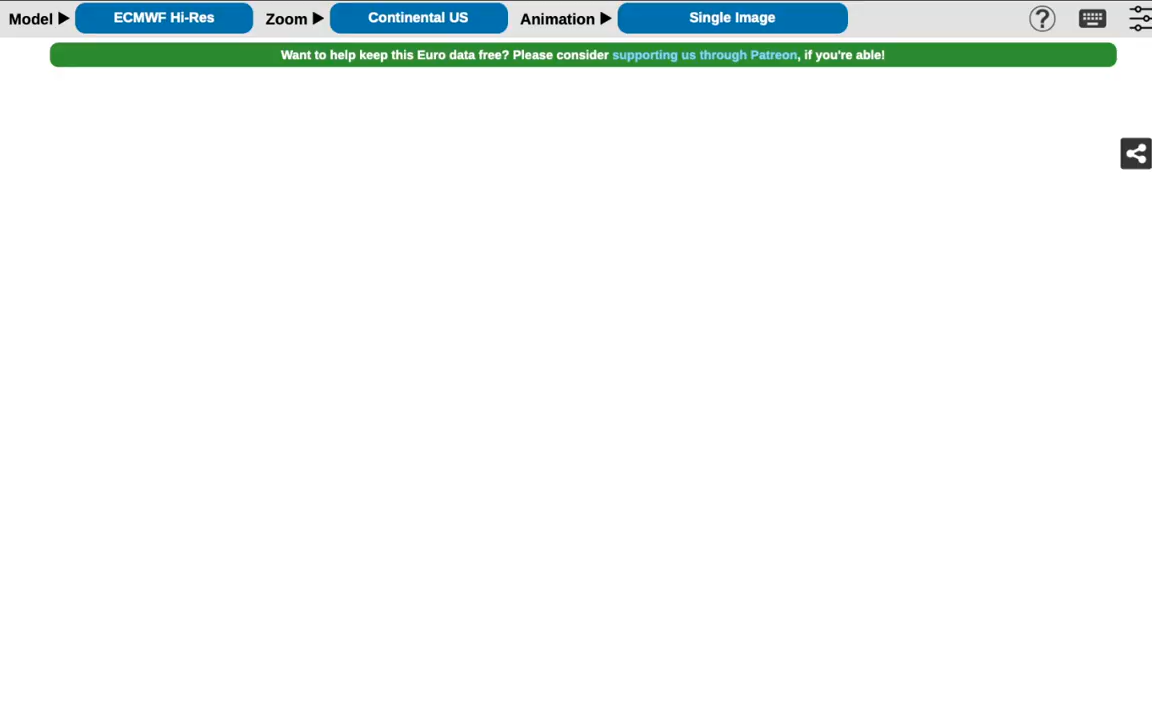 Model ▶ ECMWF Hi-Res Zoom ▶ Continental US Animation ▶ Single Image
Want to help keep this Euro data free? Please consider supporting us through Patreon, if you're able!